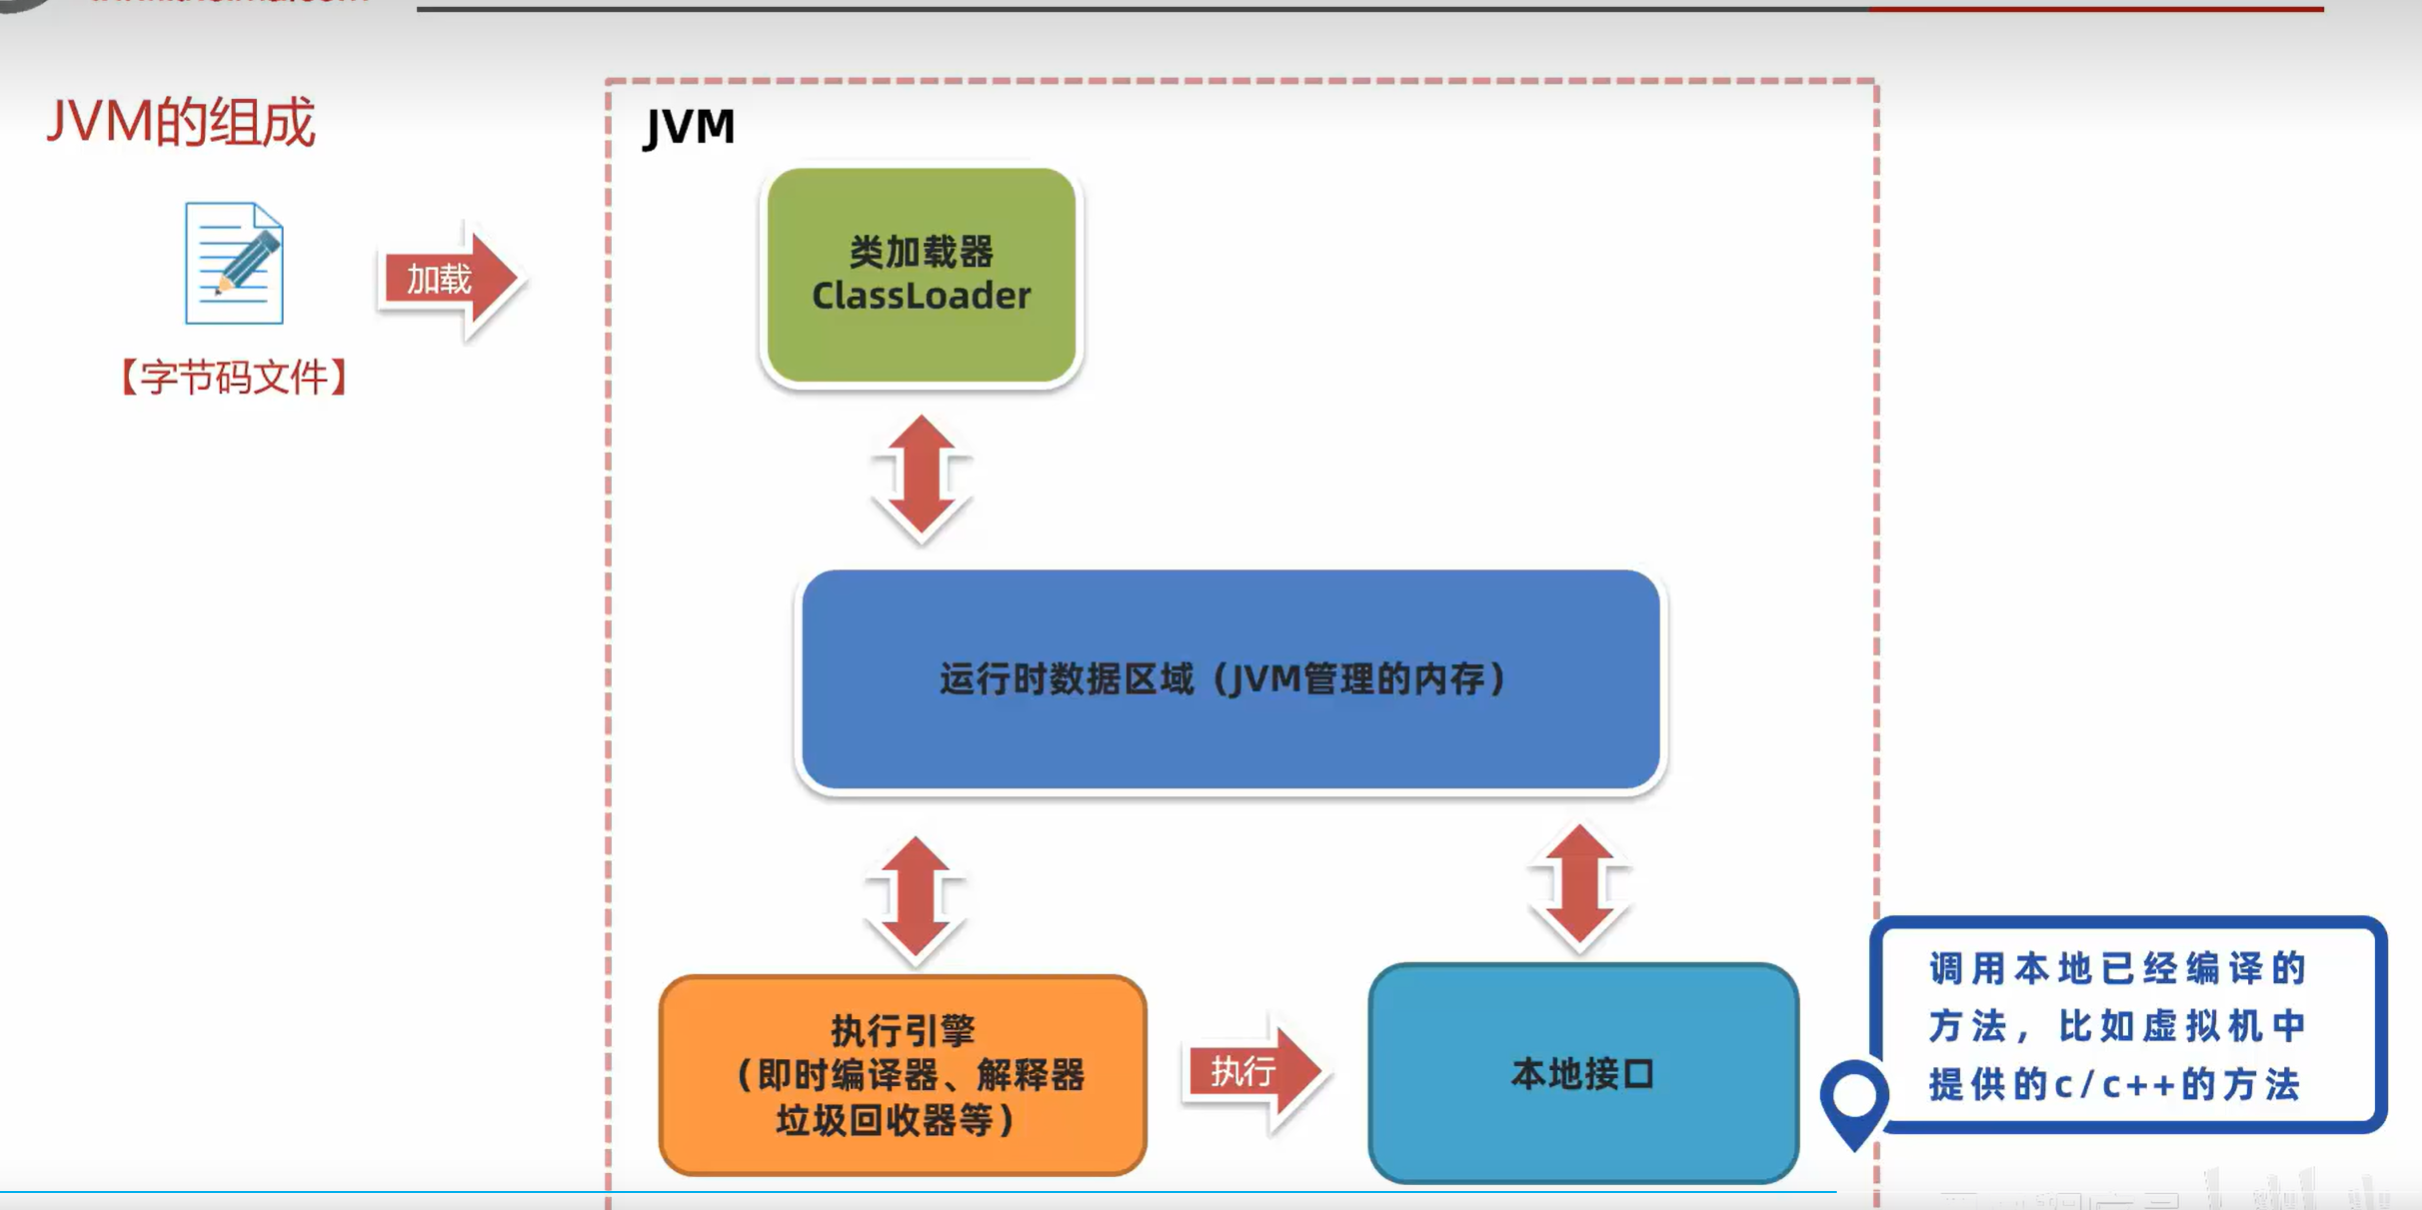 JVM的组成
JVM
类加载器
ClassLoader
加载
【字节码文件】
运行时数据区域（JVM管理的内存）
执行引擎
（即时编译器、解释器
垃圾回收器等）
执行
本地接口
调用本地已经编译的
方法，比如虚拟机中
提供的c/c++的方法